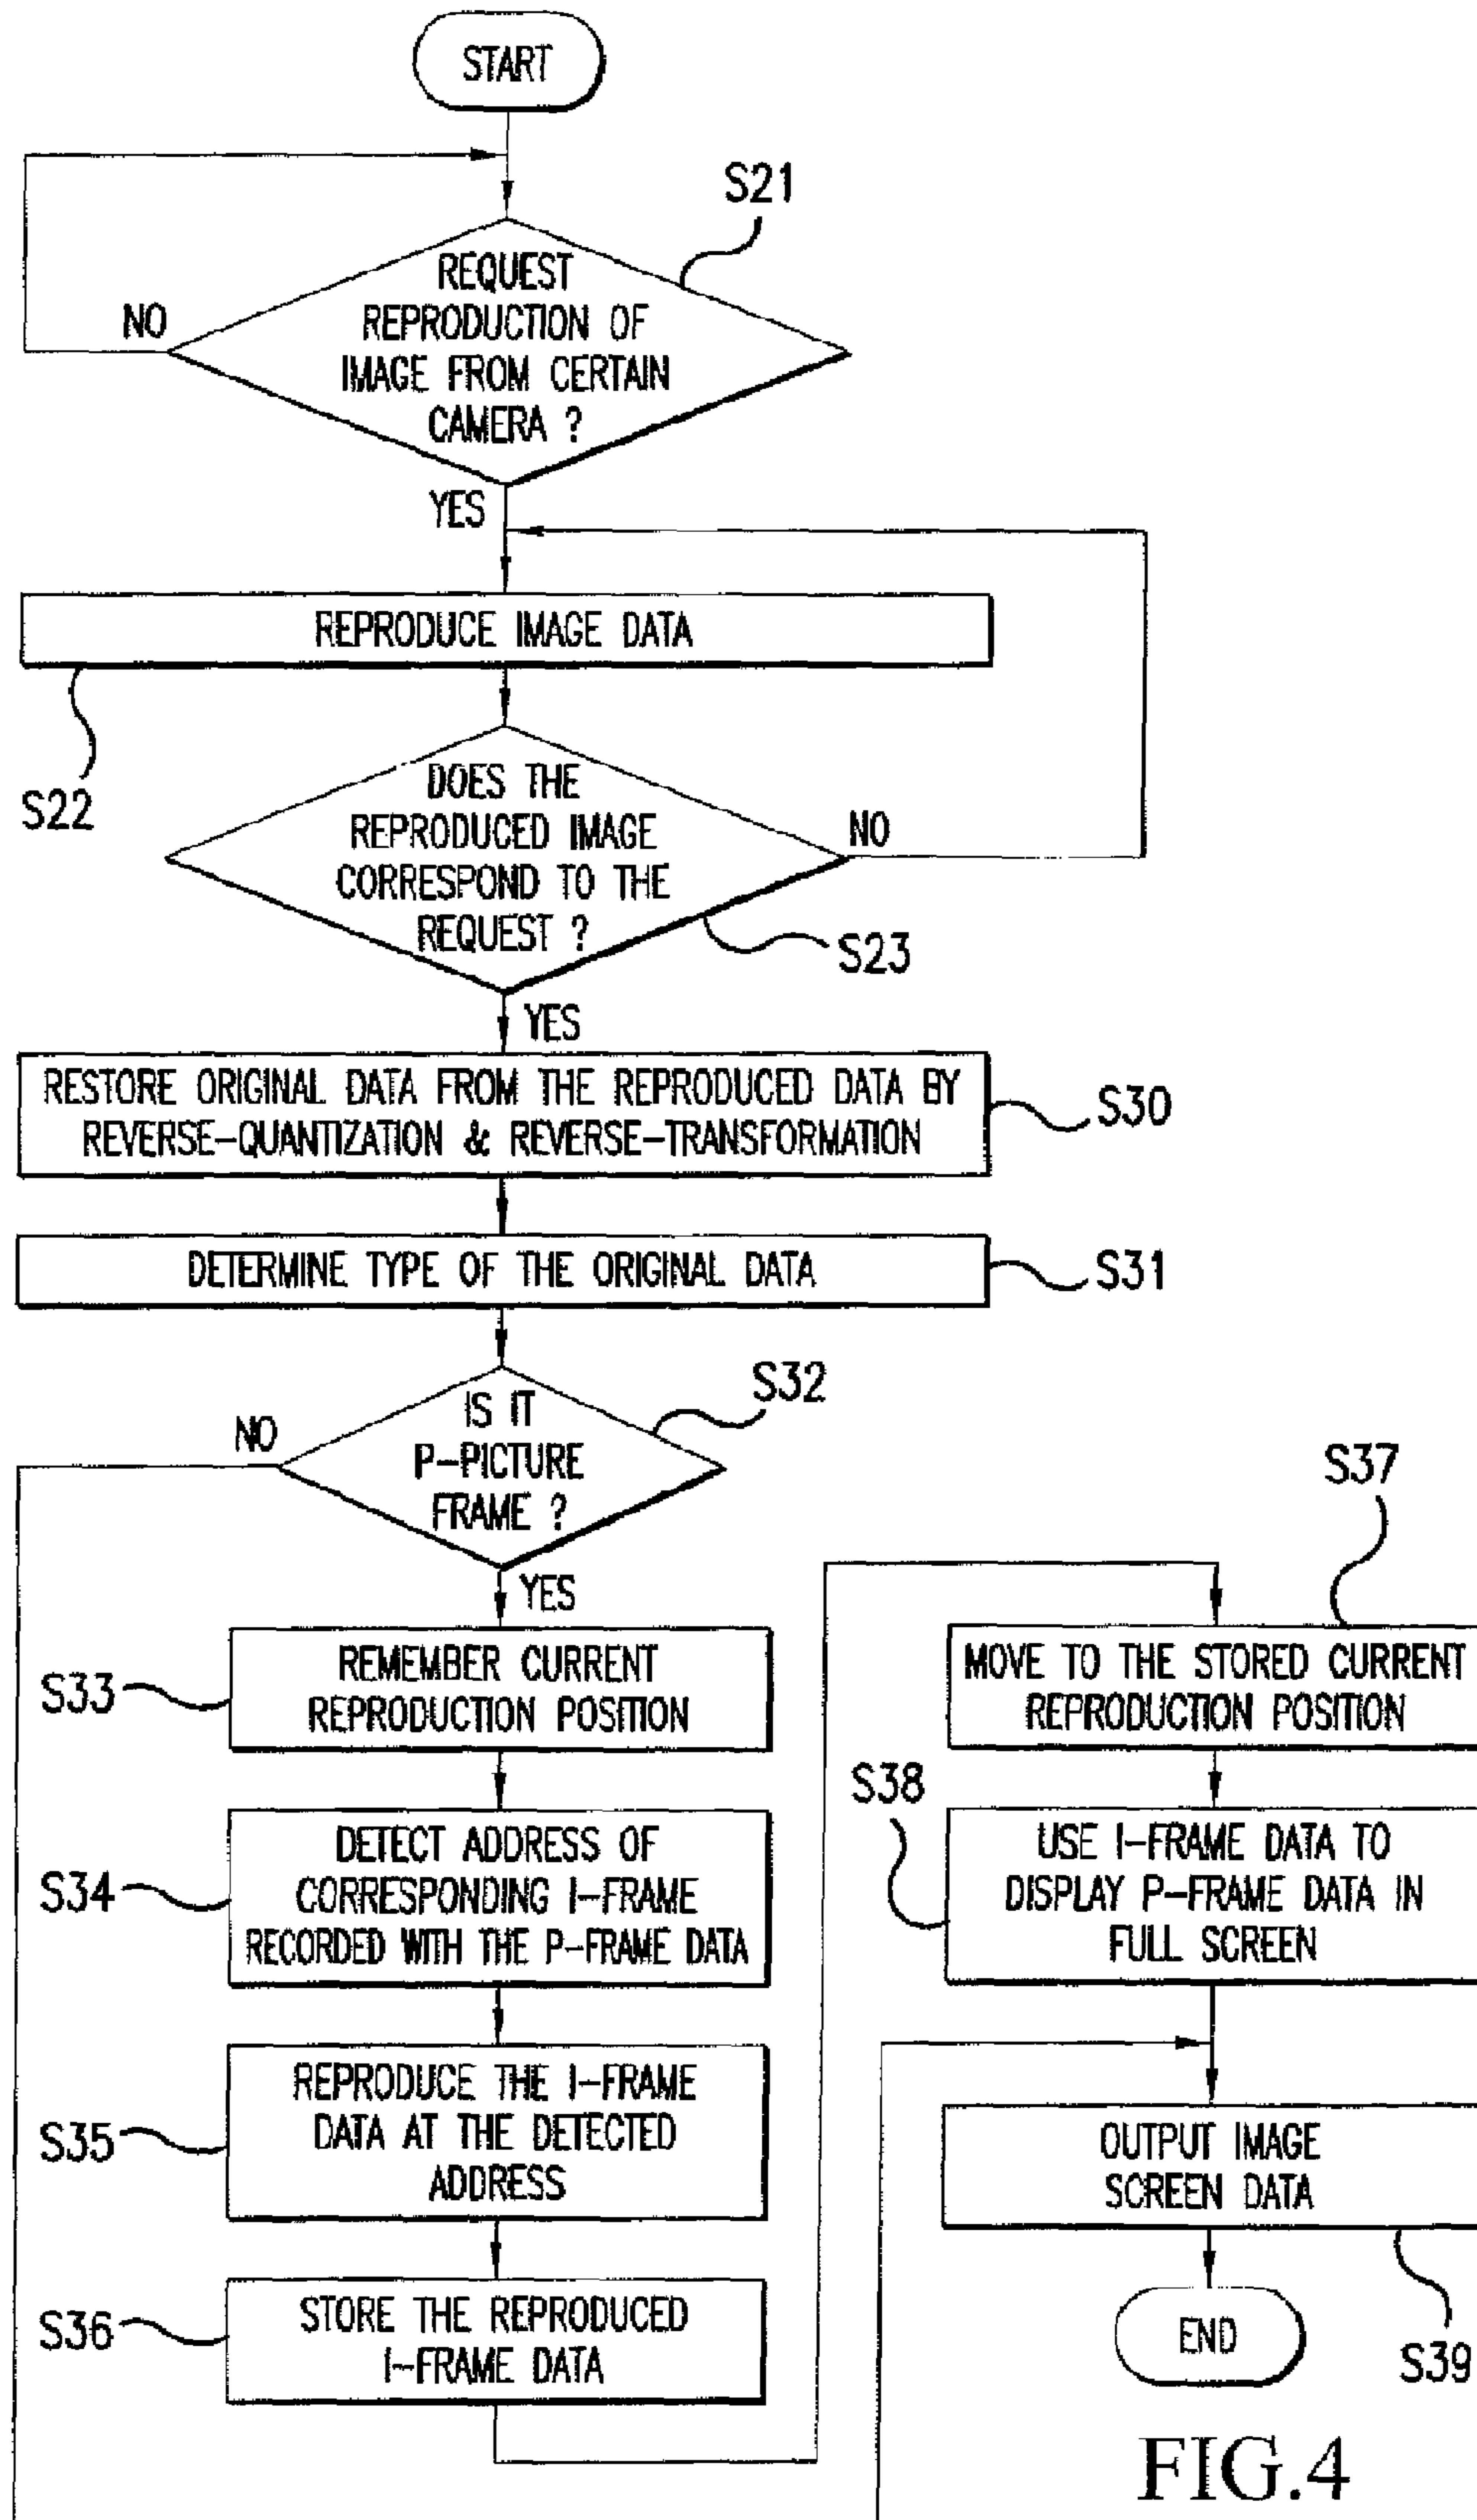 START
S21
REQUEST
REPRODUCTION OF
IMAGE FROM CERTAIN
CAMERA ?
NO
YES
REPRODUCE IMAGE DATA
S22
DOES THE
REPRODUCED IMAGE
CORRESPOND TO THE
REQUEST ?
NO
S23
YES
RESTORE ORIGINAL DATA FROM THE REPRODUCED DATA BY
REVERSE-QUANTIZATION & REVERSE-TRANSFORMATION
S30
DETERMINE TYPE OF THE ORIGINAL DATA
S31
IS IT
P-PICTURE
FRAME ?
S32
NO
YES
REMEMBER CURRENT
REPRODUCTION POSITION
S33
DETECT ADDRESS OF
CORRESPONDING I-FRAME
RECORDED WITH THE P-FRAME DATA
S34
REPRODUCE THE I-FRAME
DATA AT THE DETECTED
ADDRESS
S35
STORE THE REPRODUCED
I-FRAME DATA
S36
S37
MOVE TO THE STORED CURRENT
REPRODUCTION POSITION
S38
USE I-FRAME DATA TO
DISPLAY P-FRAME DATA IN
FULL SCREEN
OUTPUT IMAGE
SCREEN DATA
END
S39
FIG.4